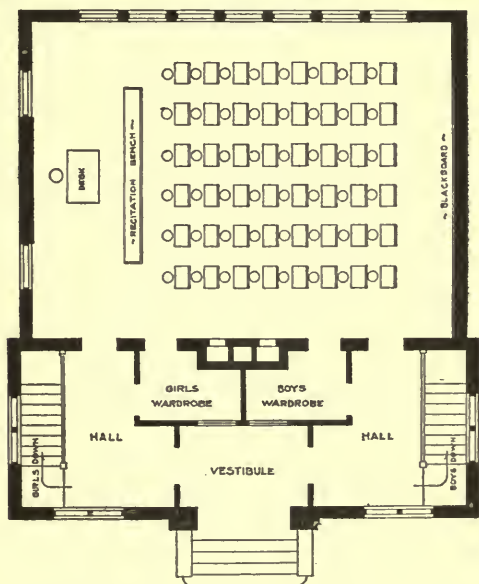 DESK
~RECITATION BENCH~
~BLACKBOARD~
GIRLS
WARDROBE
BOYS
WARDROBE
HALL
HALL
GIRLS DOWN
BOYS DOWN
VESTIBULE